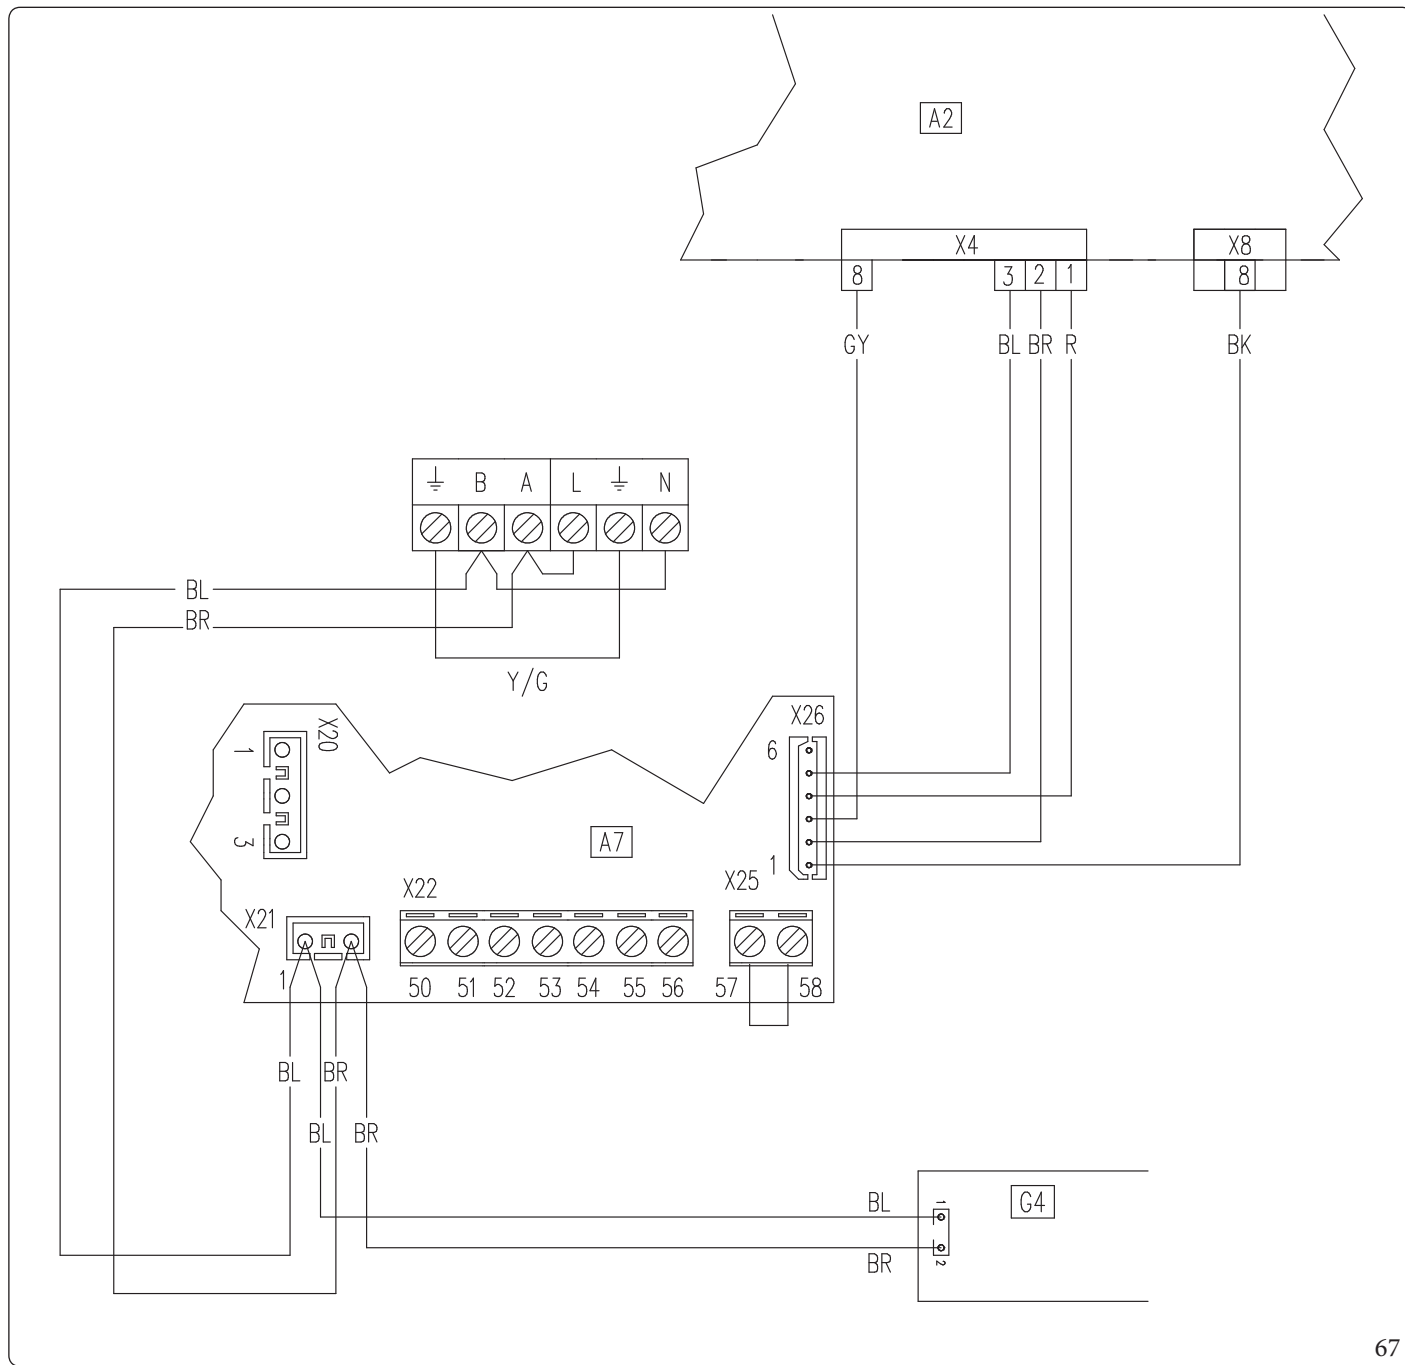 A2
X4 X8
8 3 2 1 8
GY BL BR R BK
B A L N
BL
BR
Y/G
X20 X26
1 6
A7
3 1
X22 X25
X21
1 50 51 52 53 54 55 56 57 58
BL BR
BL BR
BL 1 G4
BR 2
67